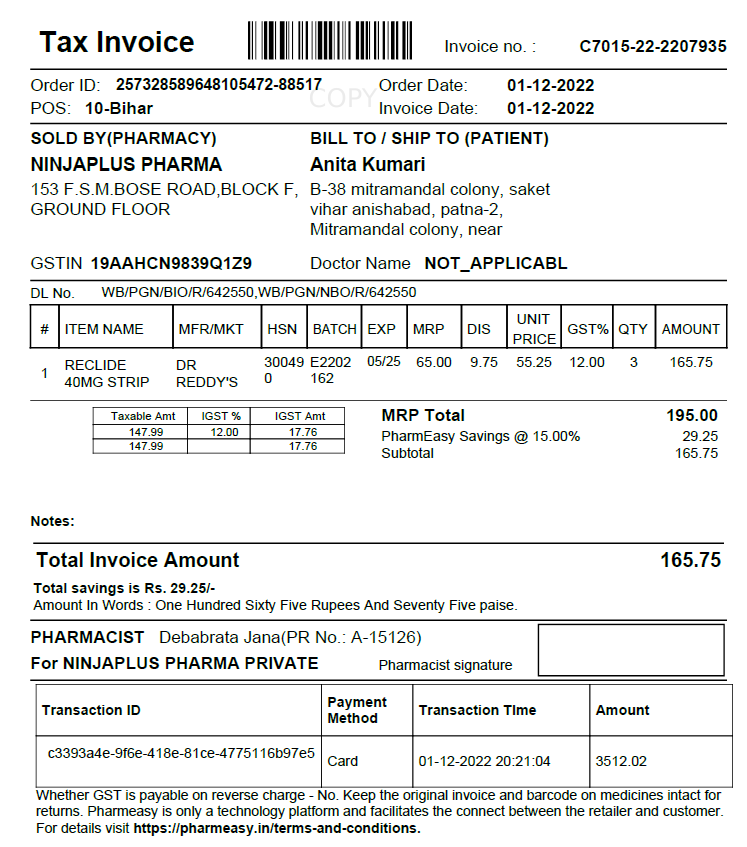 Tax Invoice
Invoice no. : C7015-22-2207935
Order ID: 257328589648105472-88517 Order Date: 01-12-2022
COPY
POS: 10-Bihar Invoice Date: 01-12-2022
SOLD BY(PHARMACY) BILL TO / SHIP TO (PATIENT)
NINJAPLUS PHARMA Anita Kumari
153 F.S.M.BOSE ROAD,BLOCK F, B-38 mitramandal colony, saket
GROUND FLOOR vihar anishabad, patna-2,
Mitramandal colony, near
GSTIN 19AAHCN9839Q1Z9 Doctor Name NOT_APPLICABL
DL No. WB/PGN/BIO/R/642550,WB/PGN/NBO/R/642550
# ITEM NAME MFR/MKT HSN BATCH EXP MRP DIS UNIT PRICE GST% QTY AMOUNT
1 RECLIDE DR 30049 E2202 05/25 65.00 9.75 55.25 12.00 3 165.75
40MG STRIP REDDY'S 0 162
Taxable Amt IGST % IGST Amt
147.99 12.00 17.76
147.99 17.76
MRP Total 195.00
PharmEasy Savings @ 15.00% 29.25
Subtotal 165.75
Notes:
Total Invoice Amount 165.75
Total savings is Rs. 29.25/-
Amount In Words : One Hundred Sixty Five Rupees And Seventy Five paise.
PHARMACIST Debabrata Jana(PR No.: A-15126)
For NINJAPLUS PHARMA PRIVATE Pharmacist signature
Transaction ID Payment Method Transaction TIme Amount
c3393a4e-9f6e-418e-81ce-4775116b97e5 Card 01-12-2022 20:21:04 3512.02
Whether GST is payable on reverse charge - No. Keep the original invoice and barcode on medicines intact for
returns. Pharmeasy is only a technology platform and facilitates the connect between the retailer and customer.
For details visit https://pharmeasy.in/terms-and-conditions.